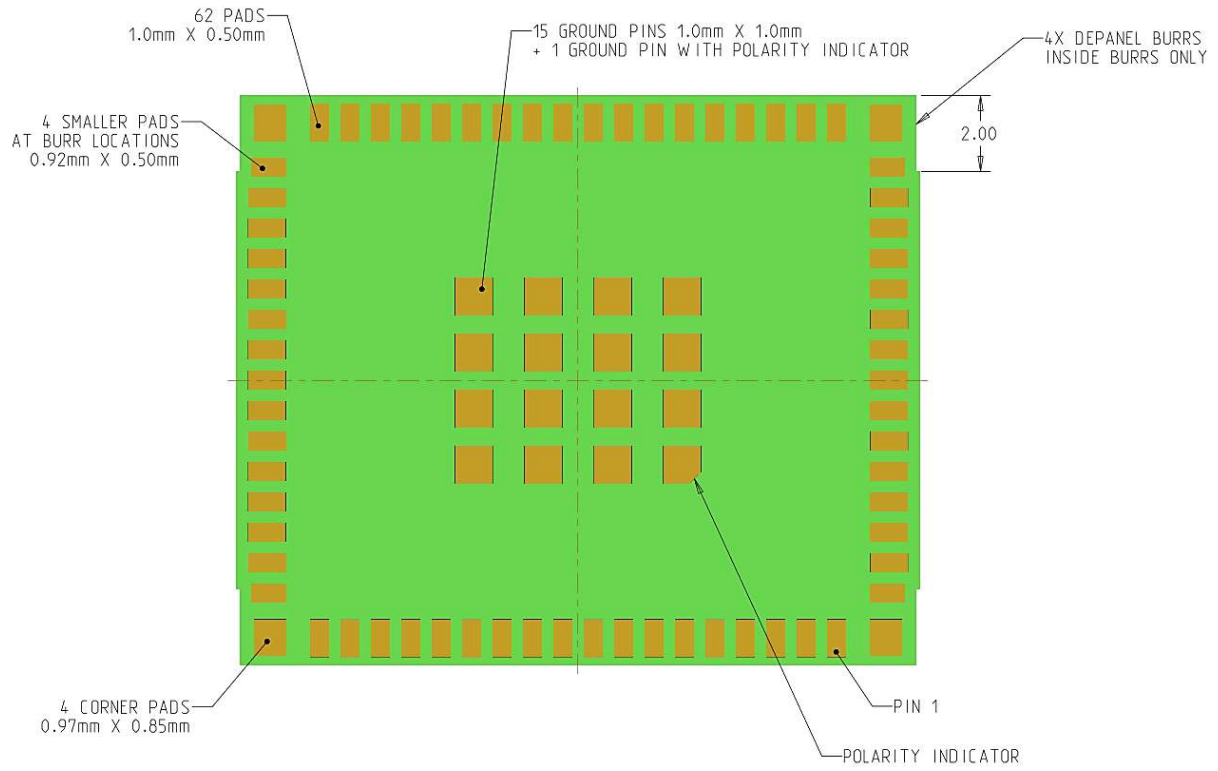 62 PADS
1.0mm X 0.50mm
15 GROUND PINS 1.0mm X 1.0mm
+ 1 GROUND PIN WITH POLARITY INDICATOR
4X DEPANEL BURRS
INSIDE BURRS ONLY
4 SMALLER PADS
AT BURR LOCATIONS
0.92mm X 0.50mm
2.00
4 CORNER PADS
0.97mm X 0.85mm
PIN 1
POLARITY INDICATOR